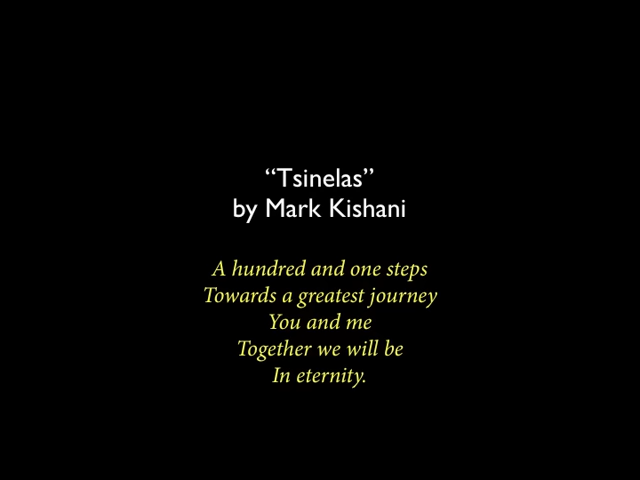 “Tsinelas”
by Mark Kishani
A hundred and one steps
Towards a greatest journey
You and me
Together we will be
In eternity.